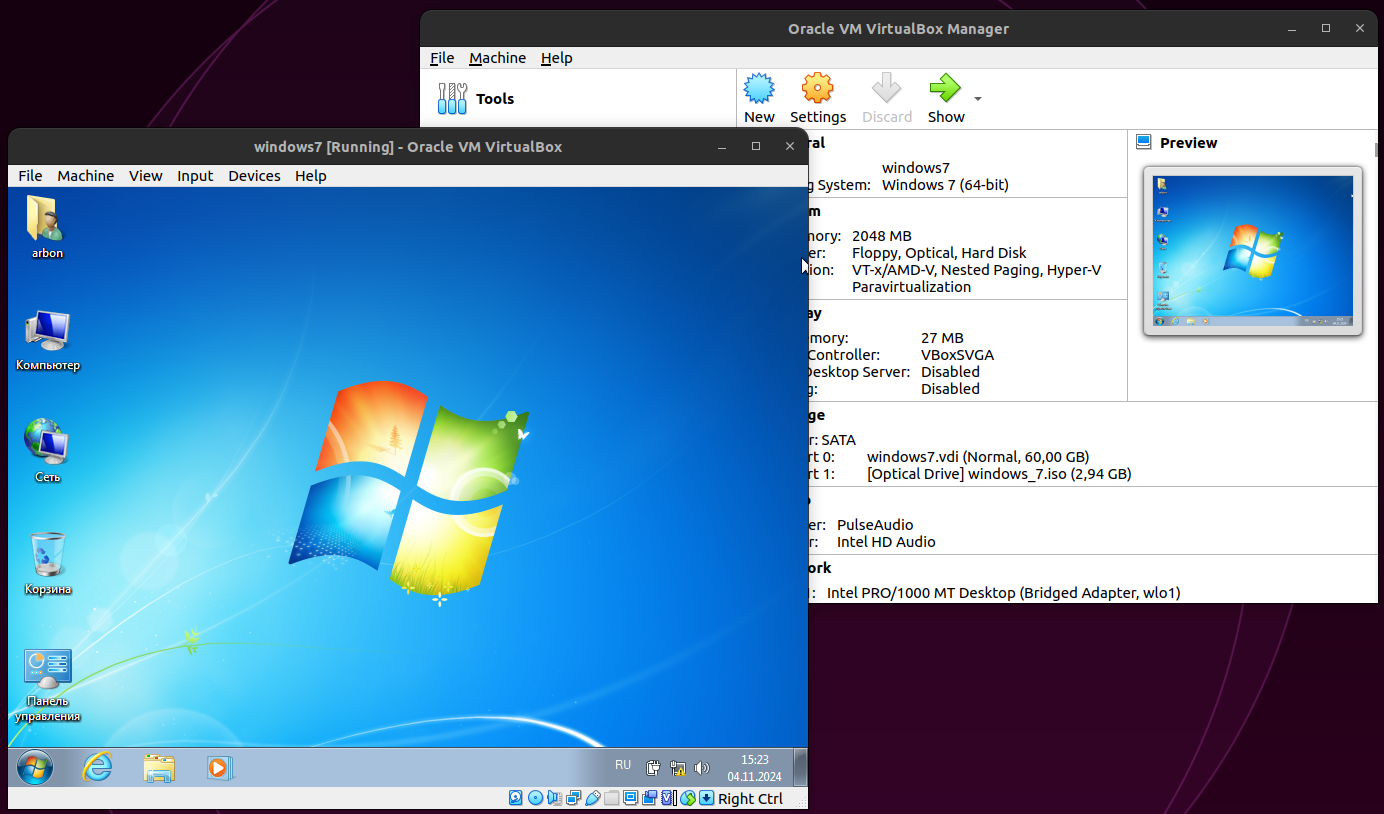 Oracle VM VirtualBox Manager
File Machine Help
Tools
New Settings Discard Show
windows7 [Running] - Oracle VM VirtualBox
File Machine View Input Devices Help
arbon
Компьютер
Сеть
Корзина
Панель
управления
RU
15:23
04.11.2024
Right Ctrl
ral
windows7
g System: Windows 7 (64-bit)
m
nory: 2048 MB
er: Floppy, Optical, Hard Disk
ion: VT-x/AMD-V, Nested Paging, Hyper-V
Paravirtualization
ay
mory: 27 MB
Controller: VBoxSVGA
Desktop Server: Disabled
g: Disabled
ge
r: SATA
rt 0: windows7.vdi (Normal, 60,00 GB)
rt 1: [Optical Drive] windows_7.iso (2,94 GB)
er: PulseAudio
r: Intel HD Audio
ork
1: Intel PRO/1000 MT Desktop (Bridged Adapter, wlo1)
Preview